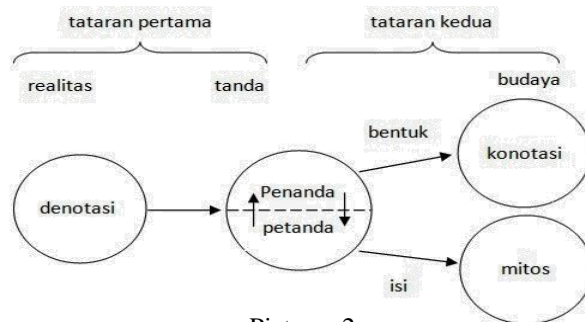 tataran pertama tataran kedua
realitas tanda budaya
bentuk
konotasi
denotasi Penanda
petanda
isi mitos